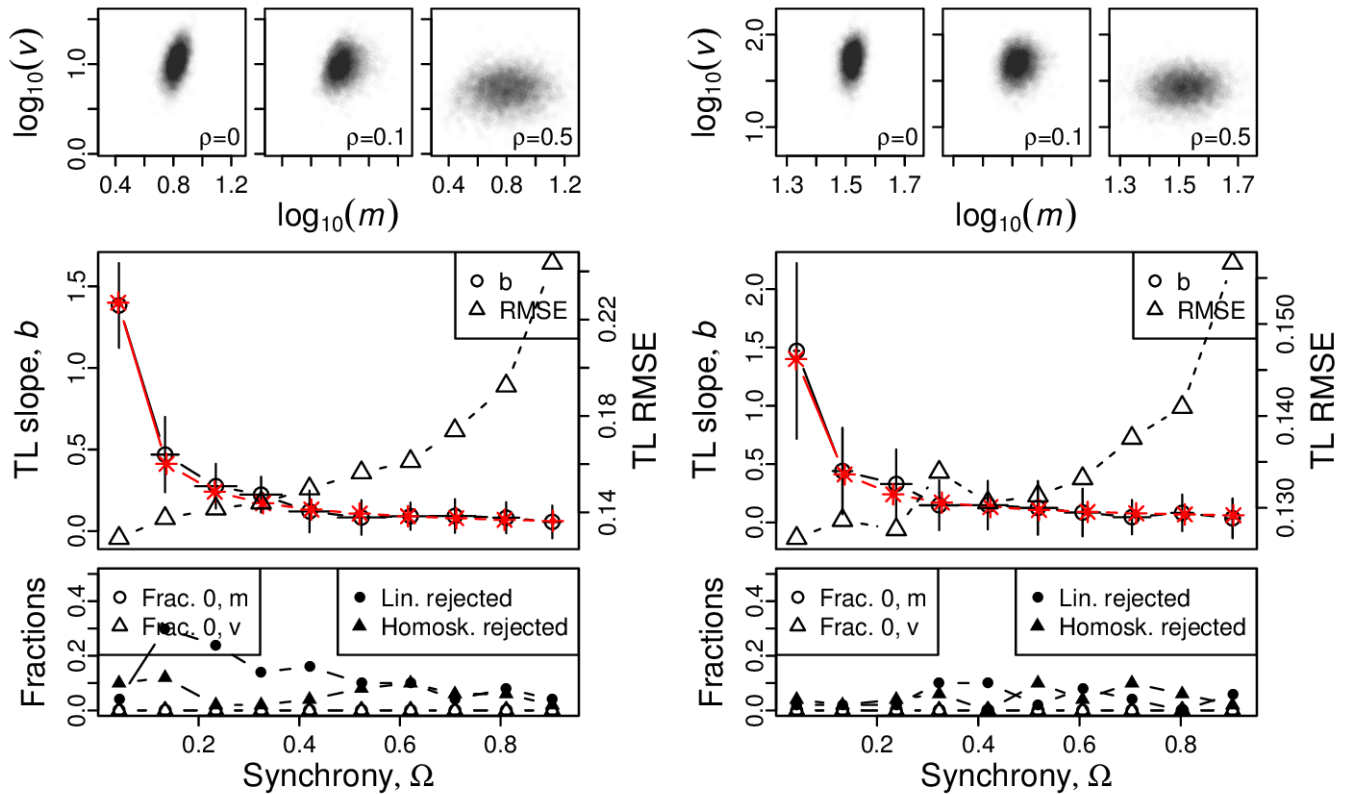 log₁₀(v)
0.0 1.0
ρ=0
ρ=0.1
ρ=0.5
0.4 0.8 1.2
0.4 0.8 1.2
log₁₀(m)
log₁₀(v)
1.0 2.0
ρ=0
ρ=0.1
ρ=0.5
1.3 1.5 1.7
1.3 1.5 1.7
log₁₀(m)
TL slope, b
0.0 0.5 1.0 1.5
b
RMSE
0.14 0.18 0.22
TL RMSE
TL slope, b
0.0 0.5 1.0 1.5 2.0
b
RMSE
0.130 0.140 0.150
TL RMSE
Fractions
0.0 0.2 0.4
Frac. 0, m
Frac. 0, v
Lin. rejected
Homosk. rejected
0.2 0.4 0.6 0.8
Synchrony, Ω
Fractions
0.0 0.2 0.4
Frac. 0, m
Frac. 0, v
Lin. rejected
Homosk. rejected
0.2 0.4 0.6 0.8
Synchrony, Ω